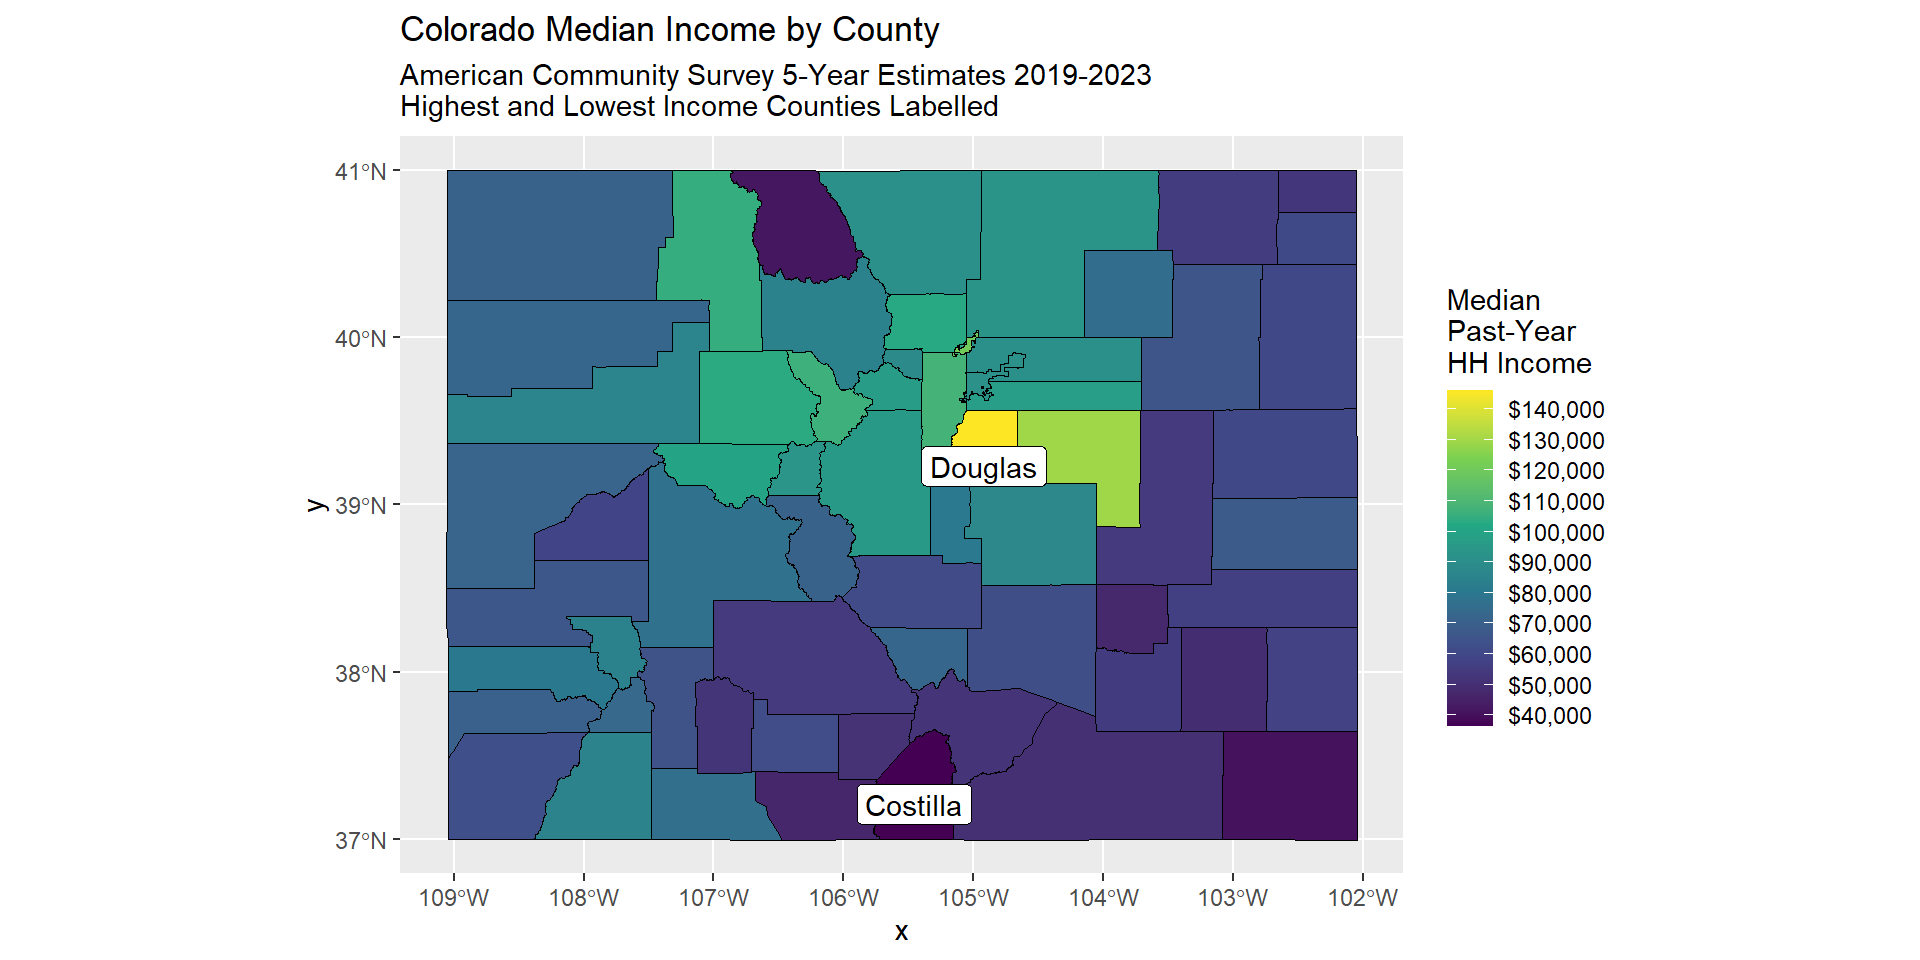 Colorado Median Income by County
American Community Survey 5-Year Estimates 2019-2023
Highest and Lowest Income Counties Labelled
41°N
40°N
39°N
38°N
37°N
y
Douglas
Costilla
109°W
108°W
107°W
106°W
105°W
104°W
103°W
102°W
x
Median
Past-Year
HH Income
$140,000
$130,000
$120,000
$110,000
$100,000
$90,000
$80,000
$70,000
$60,000
$50,000
$40,000